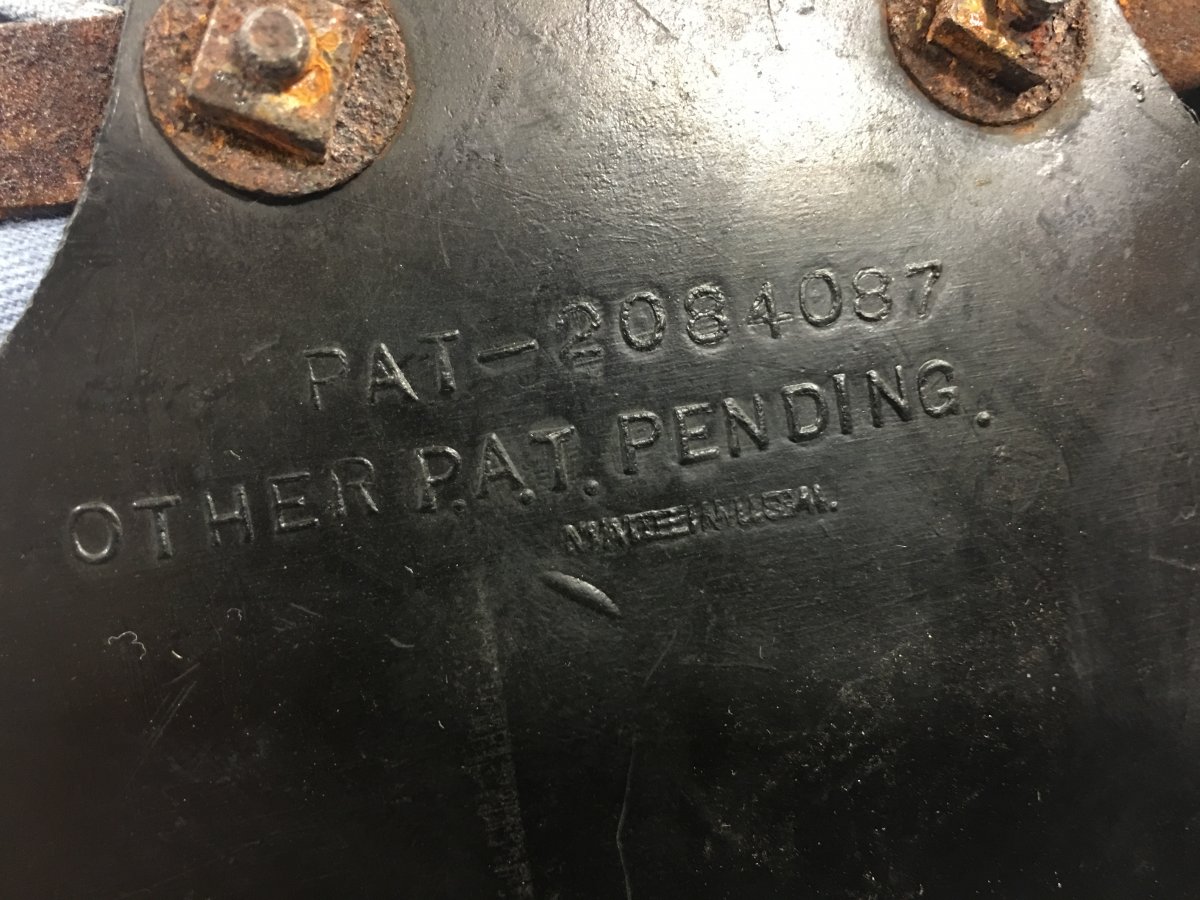 PAT-2084087
OTHER P.A.T. PENDING.